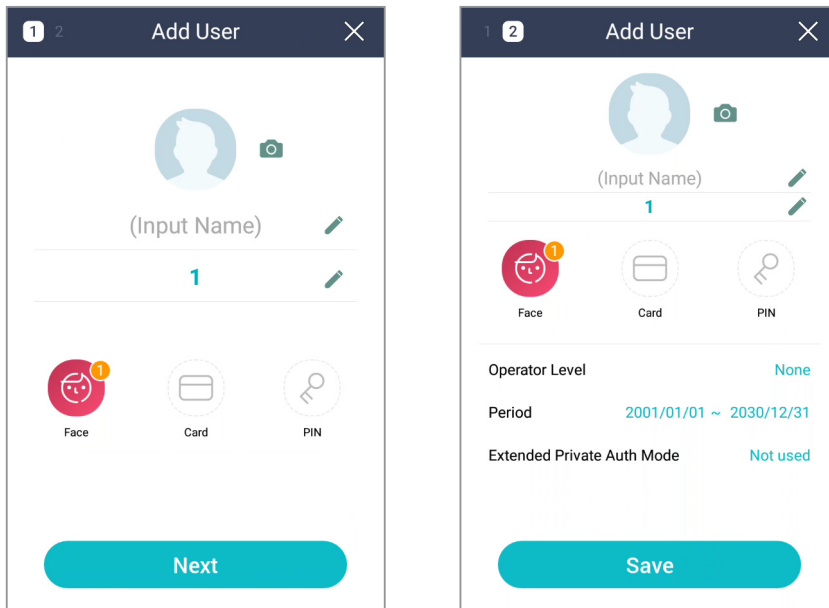 1 2 Add User
(Input Name)
1
1
Face Card PIN
Next
1 2 Add User
(Input Name)
1
1
Face Card PIN
Operator Level None
Period 2001/01/01 ~ 2030/12/31
Extended Private Auth Mode Not used
Save